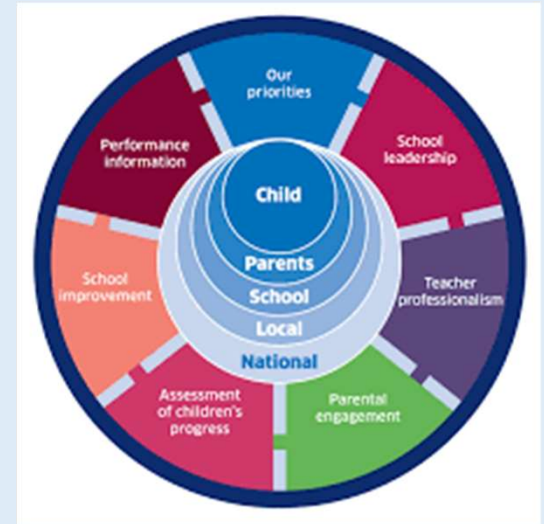 Our
priorities
School
leadership
Teacher
professionalism
Parental
engagement
Assessment
of children's
progress
School
improvement
Performance
information
Child
Parents
School
Local
National